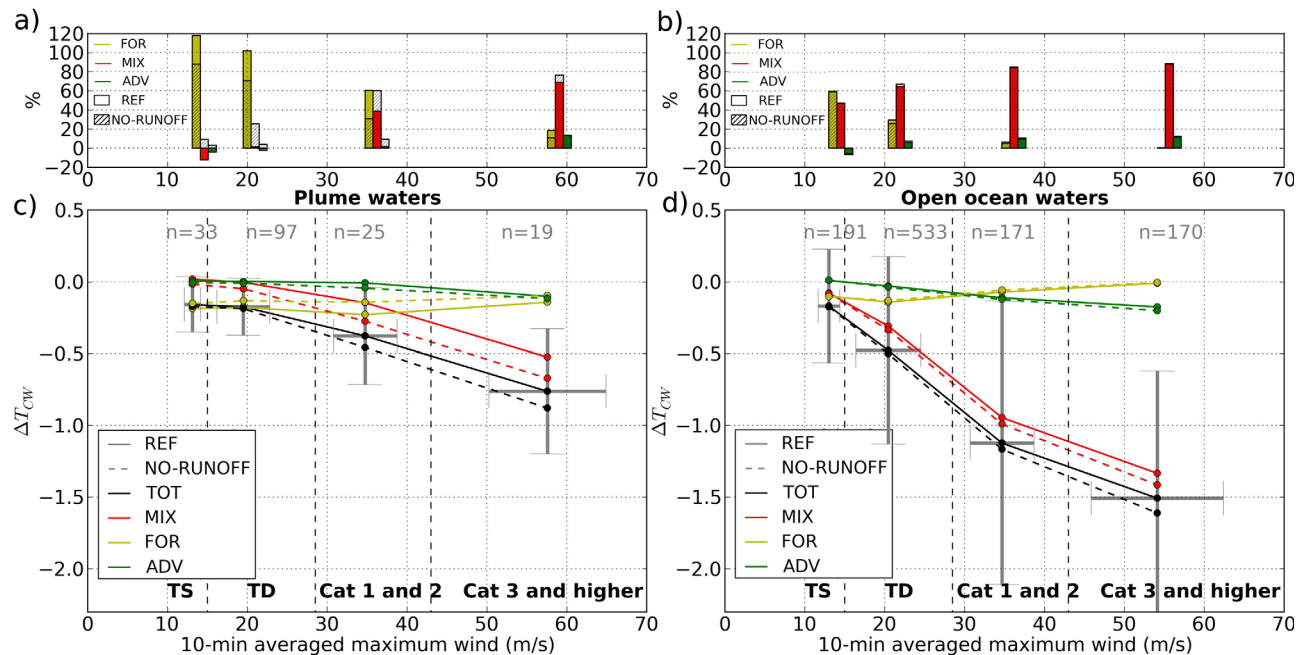 a)
120
100
80
60
40
20
0
−20
%
FOR
MIX
ADV
REF
NO-RUNOFF
0 10 20 30 40 50 60 70
Plume waters
b)
120
100
80
60
40
20
0
−20
%
FOR
MIX
ADV
REF
NO-RUNOFF
0 10 20 30 40 50 60 70
Open ocean waters
c)
0.5
0.0
−0.5
−1.0
−1.5
−2.0
ΔT_CW
n=33 n=97 n=25 n=19
REF
NO-RUNOFF
TOT
MIX
FOR
ADV
TS TD Cat 1 and 2 Cat 3 and higher
0 10 20 30 40 50 60 70
10-min averaged maximum wind (m/s)
d)
0.5
0.0
−0.5
−1.0
−1.5
−2.0
ΔT_CW
n=191 n=533 n=171 n=170
REF
NO-RUNOFF
TOT
MIX
FOR
ADV
TS TD Cat 1 and 2 Cat 3 and higher
0 10 20 30 40 50 60 70
10-min averaged maximum wind (m/s)